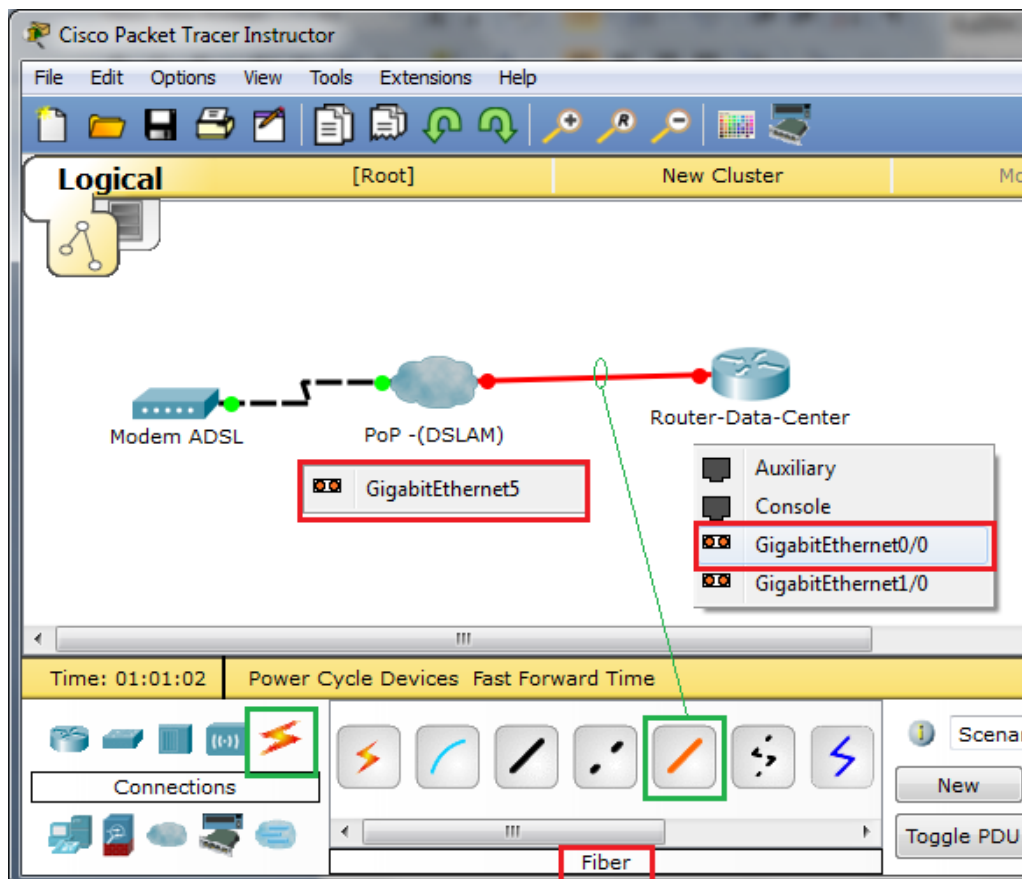 Cisco Packet Tracer Instructor
File Edit Options View Tools Extensions Help
R
Logical [Root] New Cluster
Modem ADSL
PoP -(DSLAM)
Router-Data-Center
GigabitEthernet5
Auxiliary
Console
GigabitEthernet0/0
GigabitEthernet1/0
Time: 01:01:02 Power Cycle Devices Fast Forward Time
Connections
Fiber
New
Toggle PDU